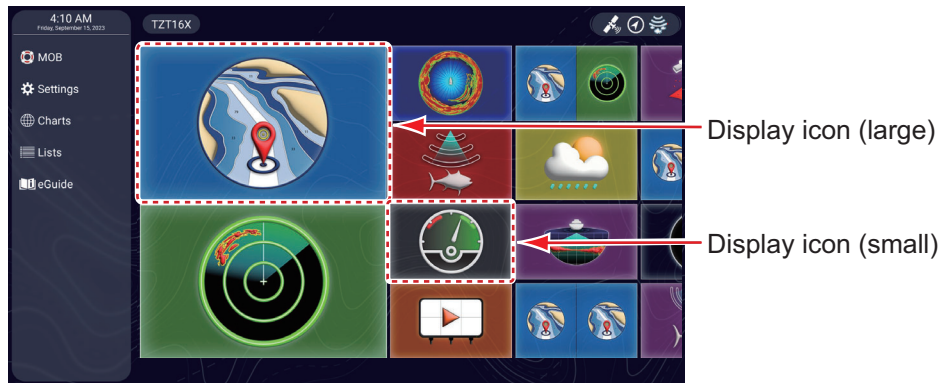 4:10 AM
Friday, September 15, 2023
TZT16X
MOB
Settings
Charts
Lists
eGuide
Display icon (large)
Display icon (small)